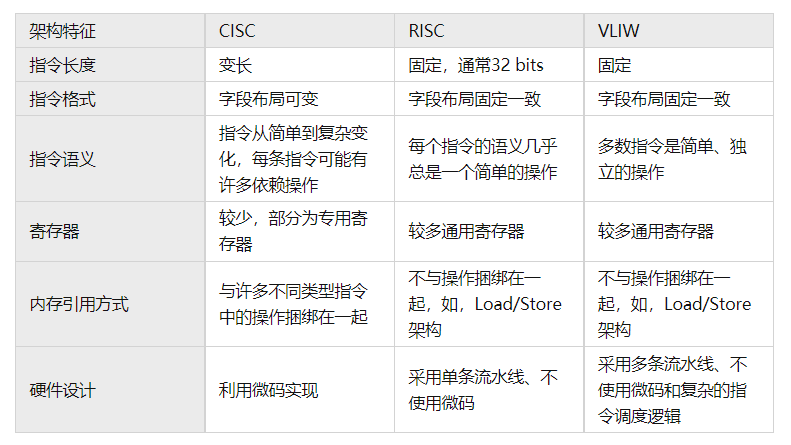 架构特征 CISC RISC VLIW
指令长度 变长 固定，通常32 bits 固定
指令格式 字段布局可变 字段布局固定一致 字段布局固定一致
指令语义
指令从简单到复杂变
化，每条指令可能有
许多依赖操作
每个指令的语义几乎
总是一个简单的操作
多数指令是简单、独
立的操作
寄存器
较少，部分为专用寄
存器
较多通用寄存器
较多通用寄存器
内存引用方式
与许多不同类型指令
中的操作捆绑在一起
不与操作捆绑在一
起，如，Load/Store
架构
不与操作捆绑在一
起，如，Load/Store
架构
硬件设计
利用微码实现
采用单条流水线、不
使用微码
采用多条流水线、不
使用微码和复杂的指
令调度逻辑